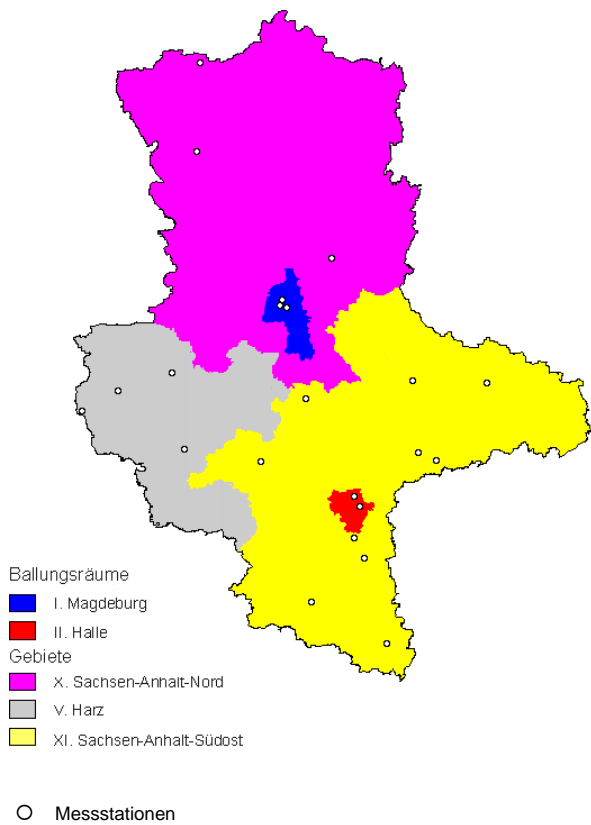 Ballungsräume
I. Magdeburg
II. Halle
Gebiete
X. Sachsen-Anhalt-Nord
V. Harz
XI. Sachsen-Anhalt-Südost
Messstationen